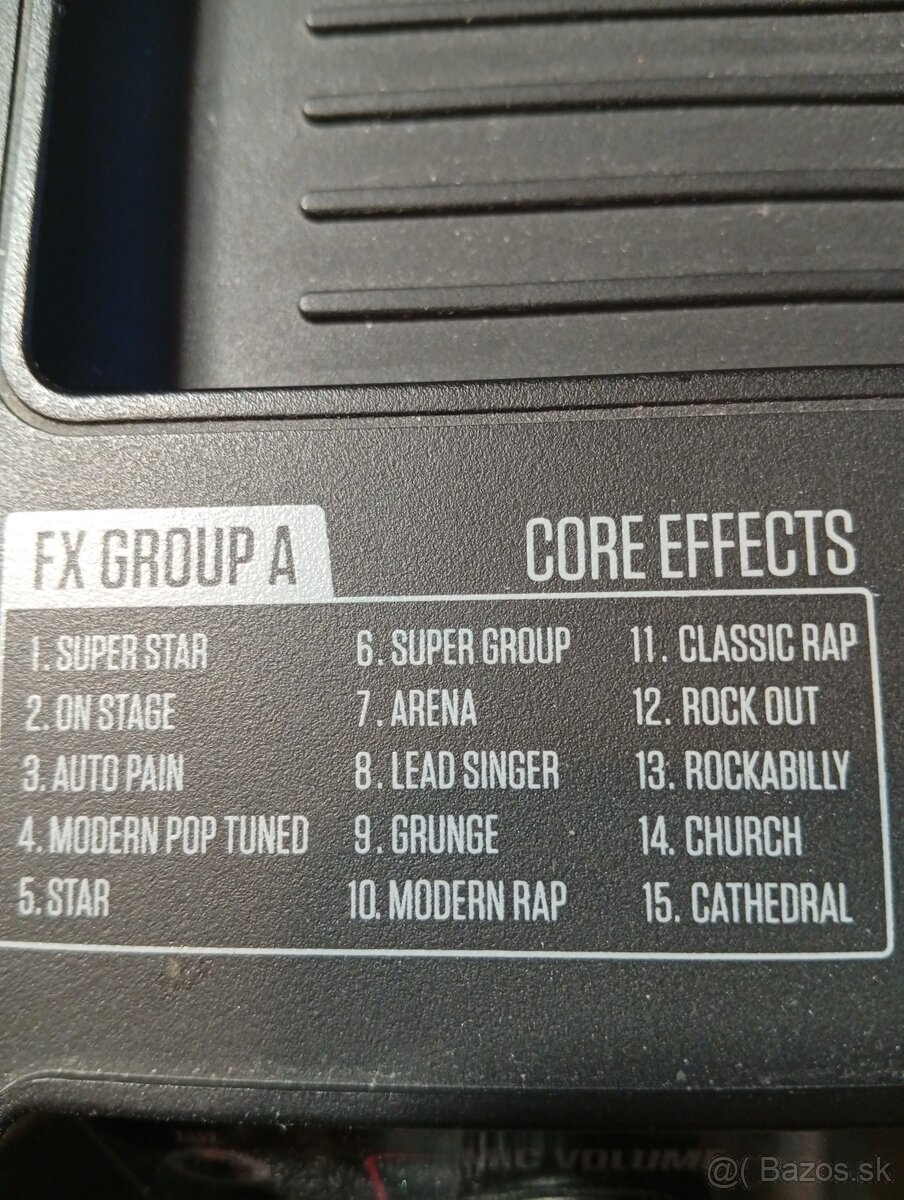 FX GROUP A
CORE EFFECTS
1. SUPER STAR
2. ON STAGE
3. AUTO PAIN
4. MODERN POP TUNED
5. STAR
6. SUPER GROUP
7. ARENA
8. LEAD SINGER
9. GRUNGE
10. MODERN RAP
11. CLASSIC RAP
12. ROCK OUT
13. ROCKABILLY
14. CHURCH
15. CATHEDRAL
VOLUME
@( Bazos.sk